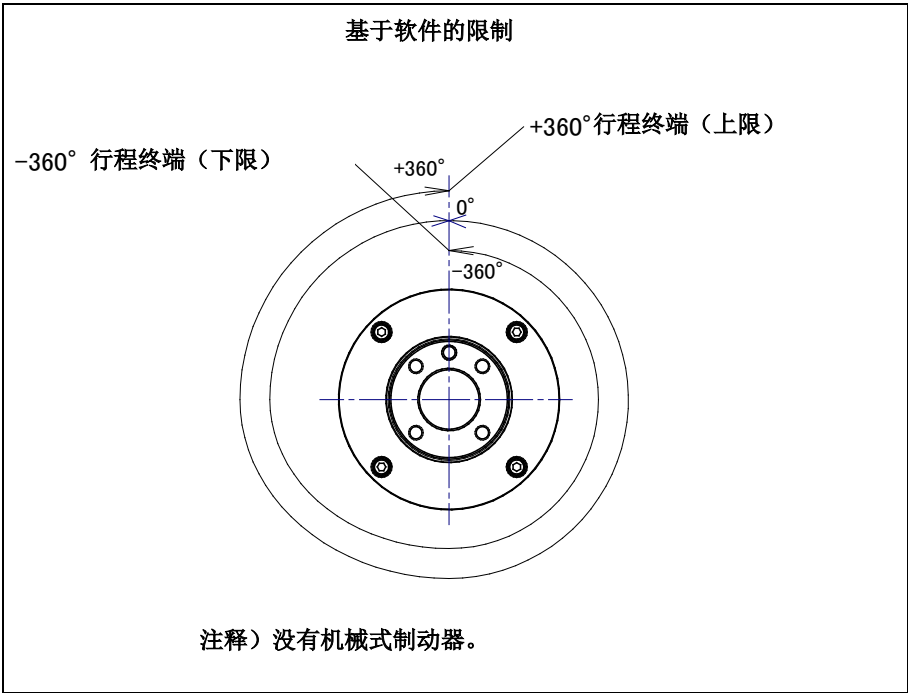 基于软件的限制
+360°行程终端（上限）
-360° 行程终端（下限）
+360°
0°
-360°
注释）没有机械式制动器。